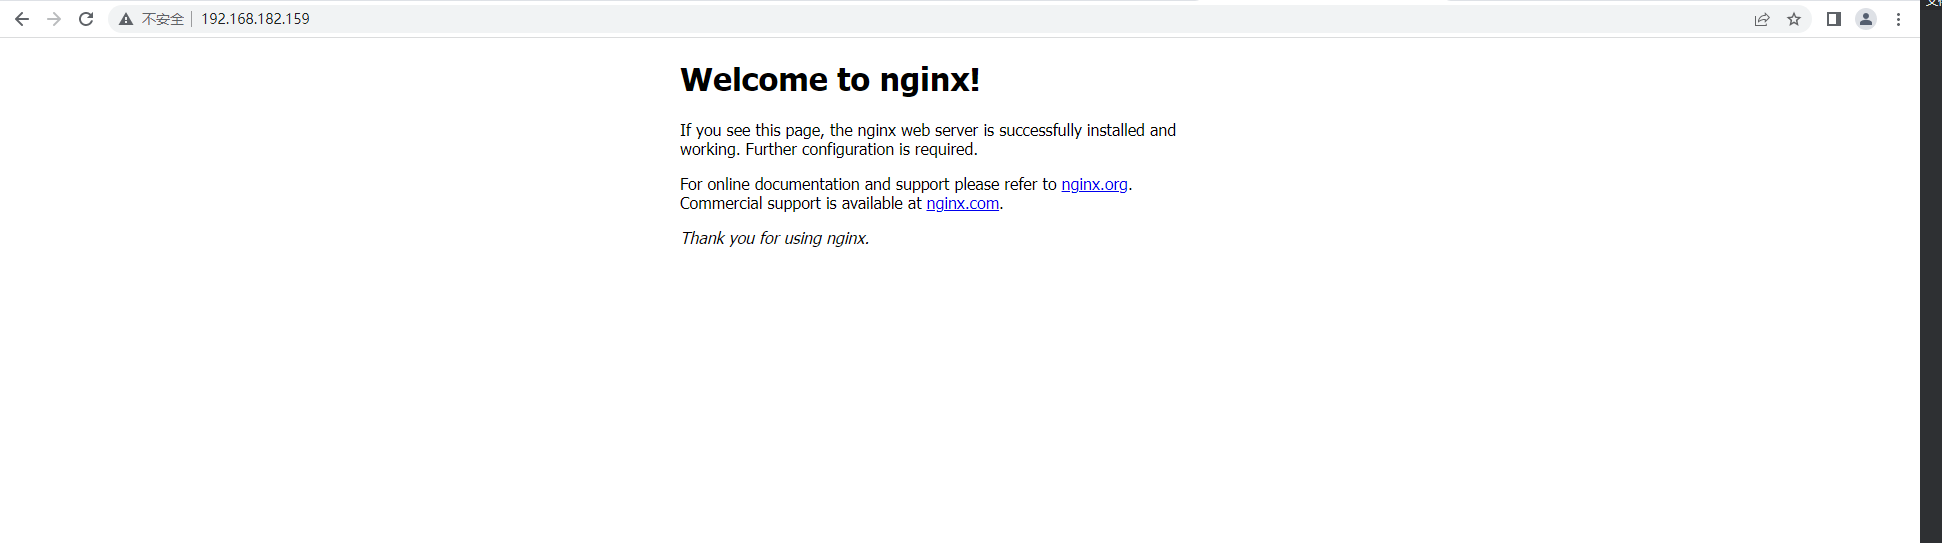 不安全 192.168.182.159
Welcome to nginx!
If you see this page, the nginx web server is successfully installed and
working. Further configuration is required.
For online documentation and support please refer to nginx.org.
Commercial support is available at nginx.com.
Thank you for using nginx.